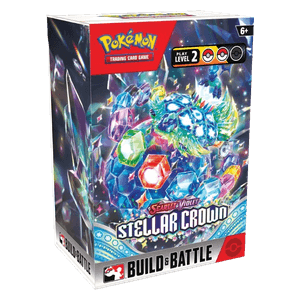 Pokémon
TRADING CARD GAME
PLAY
LEVEL 2
6+
SCARLET & VIOLET
STELLAR CROWN
BUILD & BATTLE